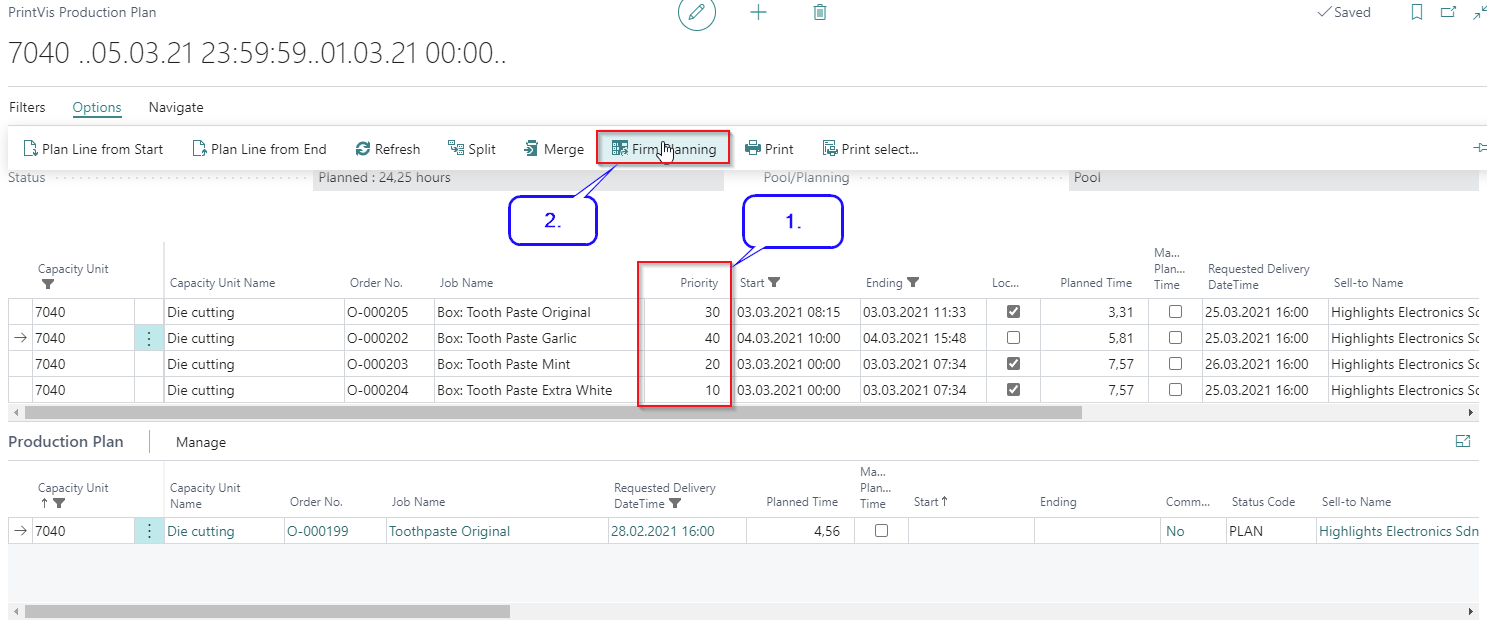 PrintVis Production Plan
Saved
7040 ..05.03.21 23:59:59..01.03.21 00:00..
Filters Options Navigate
Plan Line from Start Plan Line from End Refresh Split Merge Firm Planning Print Print select...
Status Planned : 24,25 hours Pool/Planning Pool
2. 1.
Capacity Unit Capacity Unit Name Order No. Job Name Priority Start Ending Loc... Planned Time Ma... Plan... Time Requested Delivery DateTime Sell-to Name
7040 Die cutting O-000205 Box: Tooth Paste Original 30 03.03.2021 08:15 03.03.2021 11:33 3,31 25.03.2021 16:00 Highlights Electronics Sd
7040 Die cutting O-000202 Box: Tooth Paste Garlic 40 04.03.2021 10:00 04.03.2021 15:48 5,81 25.03.2021 16:00 Highlights Electronics Sd
7040 Die cutting O-000203 Box: Tooth Paste Mint 20 03.03.2021 00:00 03.03.2021 07:34 7,57 26.03.2021 16:00 Highlights Electronics Sd
7040 Die cutting O-000204 Box: Tooth Paste Extra White 10 03.03.2021 00:00 03.03.2021 07:34 7,57 25.03.2021 16:00 Highlights Electronics Sd
Production Plan Manage
Capacity Unit Capacity Unit Name Order No. Job Name Requested Delivery DateTime Planned Time Ma... Plan... Time Start Ending Comm... Status Code Sell-to Name
7040 Die cutting O-000199 Toothpaste Original 28.02.2021 16:00 4,56 No PLAN Highlights Electronics Sdn